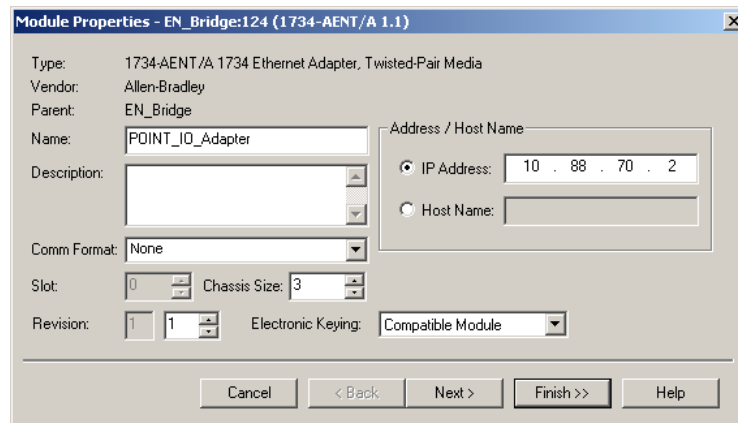 Module Properties - EN_Bridge:124 (1734-AENT/A 1.1)
Type: 1734-AENT/A 1734 Ethernet Adapter, Twisted-Pair Media
Vendor: Allen-Bradley
Parent: EN_Bridge
Name: POINT_IO_Adapter
Address / Host Name
Description:
IP Address: 10 . 88 . 70 . 2
Host Name:
Comm Format: None
Slot: 0 Chassis Size: 3
Revision: 1 1 Electronic Keying: Compatible Module
Cancel < Back Next > Finish >> Help